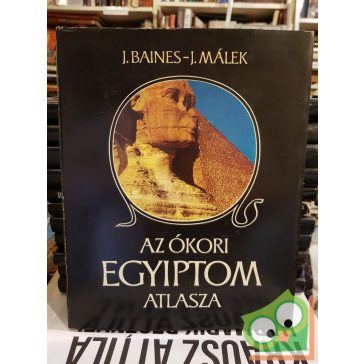 J. BAINES–J. MÁLEK
AZ ÓKORI
EGYIPTOM
ATLASZA